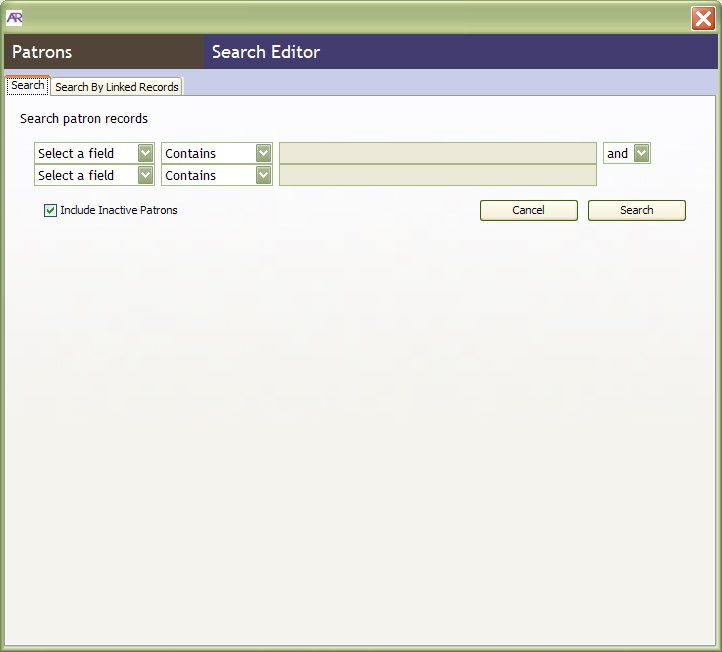 AR
Patrons Search Editor
Search Search By Linked Records
Search patron records
Select a field Contains and
Select a field Contains
Include Inactive Patrons Cancel Search